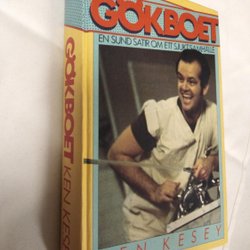 GÖKBOET
EN SUND SATIR OM ETT SJUKT SAMHÄLLE
KEN KESEY
GÖKBOET KEN KESEY